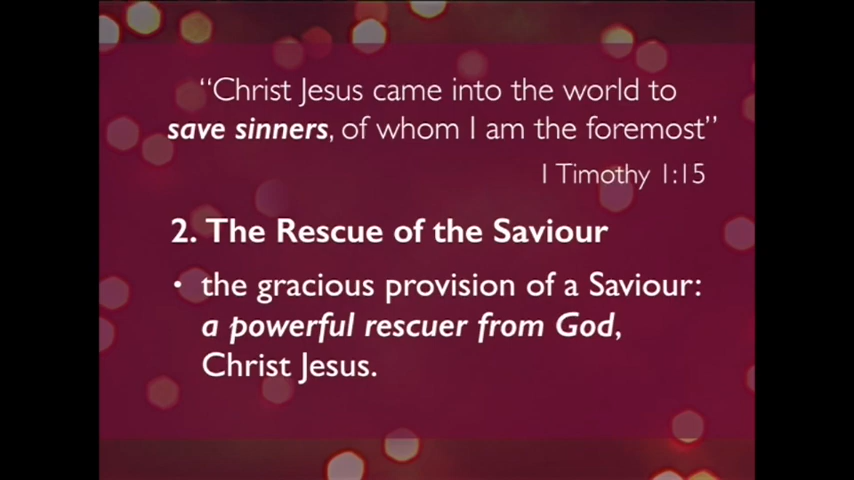 “Christ Jesus came into the world to
save sinners, of whom I am the foremost”
1 Timothy 1:15
2. The Rescue of the Saviour
• the gracious provision of a Saviour:
a powerful rescuer from God,
Christ Jesus.